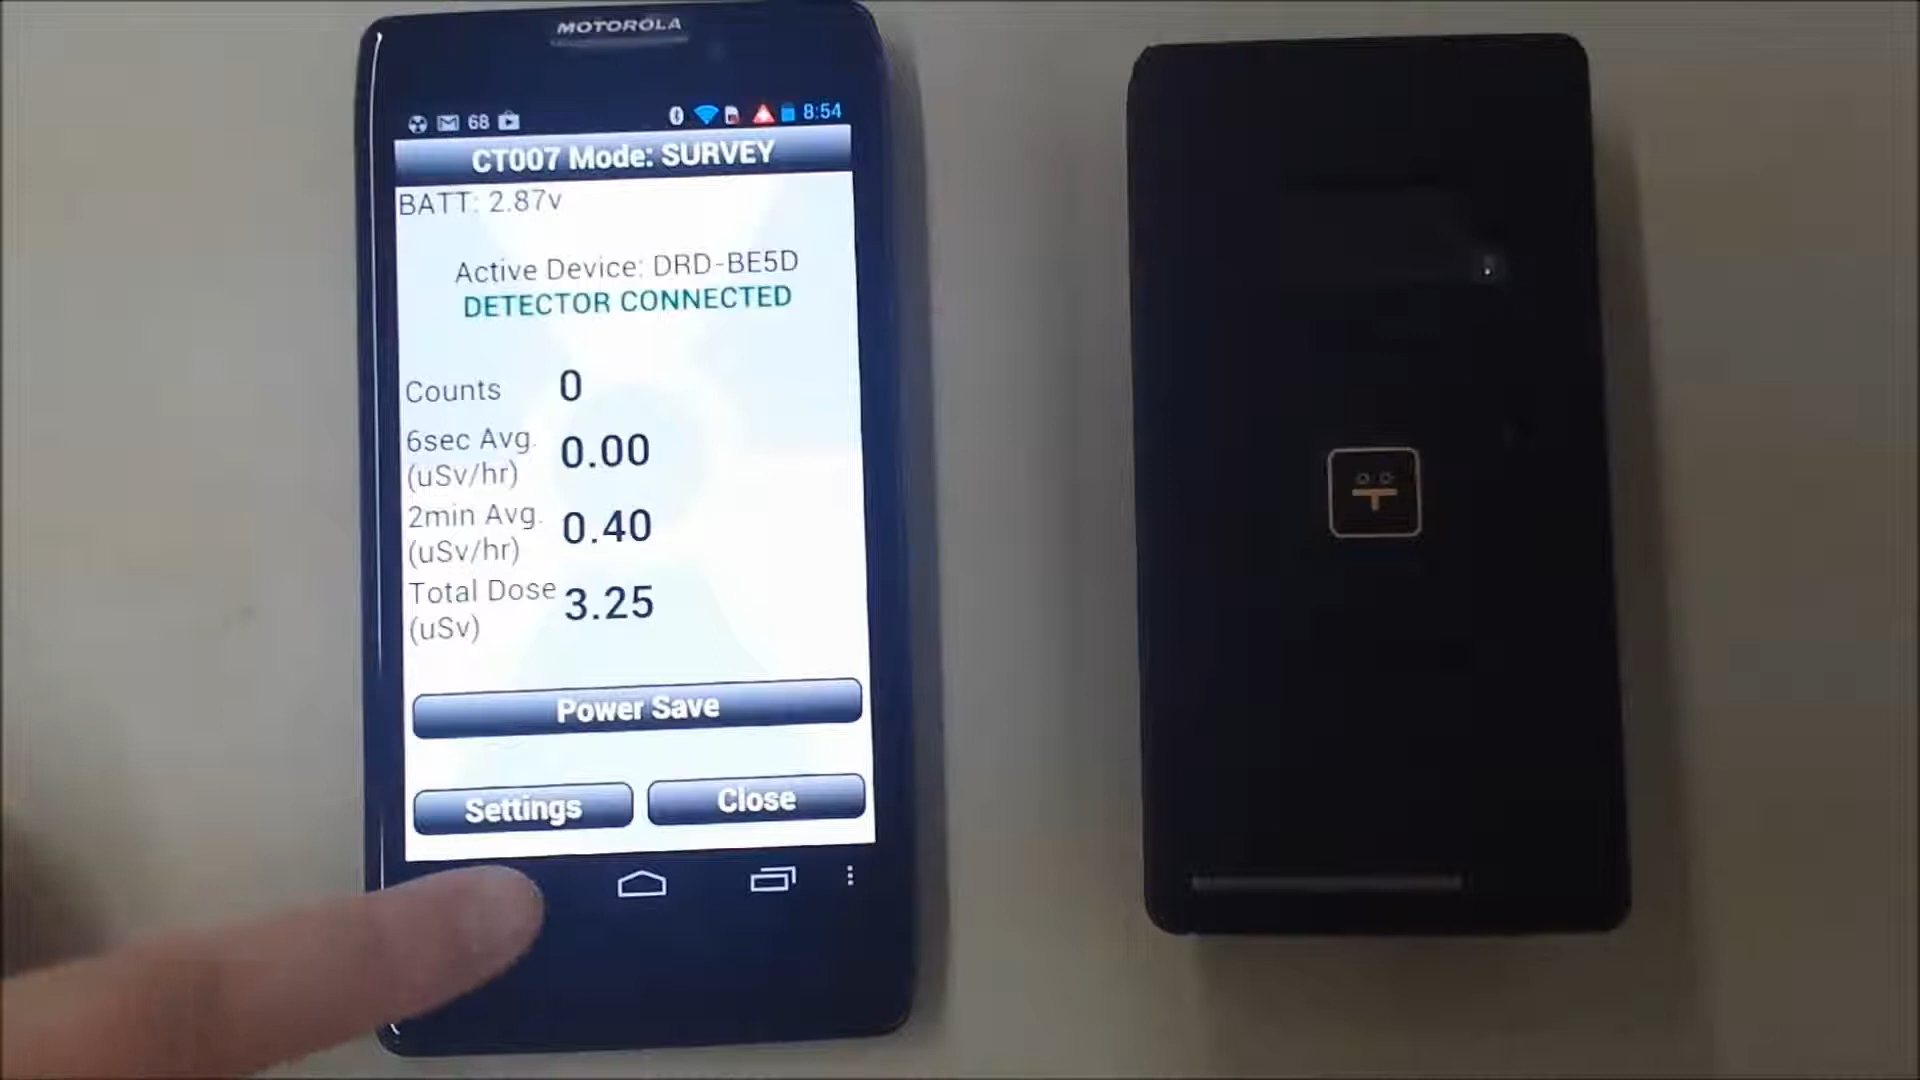 MOTOROLA
68 8:54
CT007 Mode: SURVEY
BATT: 2.87v
Active Device: DRD-BE5D
DETECTOR CONNECTED
Counts 0
6sec Avg. 0.00
(uSv/hr)
2min Avg. 0.40
(uSv/hr)
Total Dose 3.25
(uSv)
Power Save
Settings Close